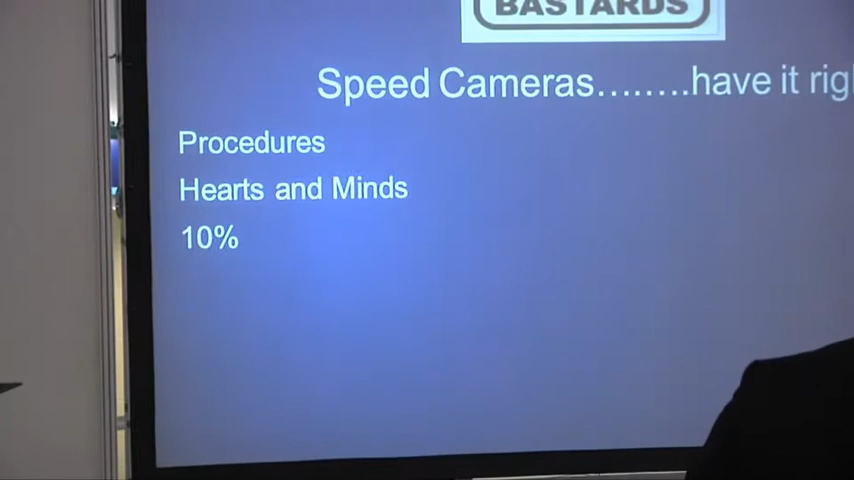 BASTARDS
Speed Cameras........have it
Procedures
Hearts and Minds
10%